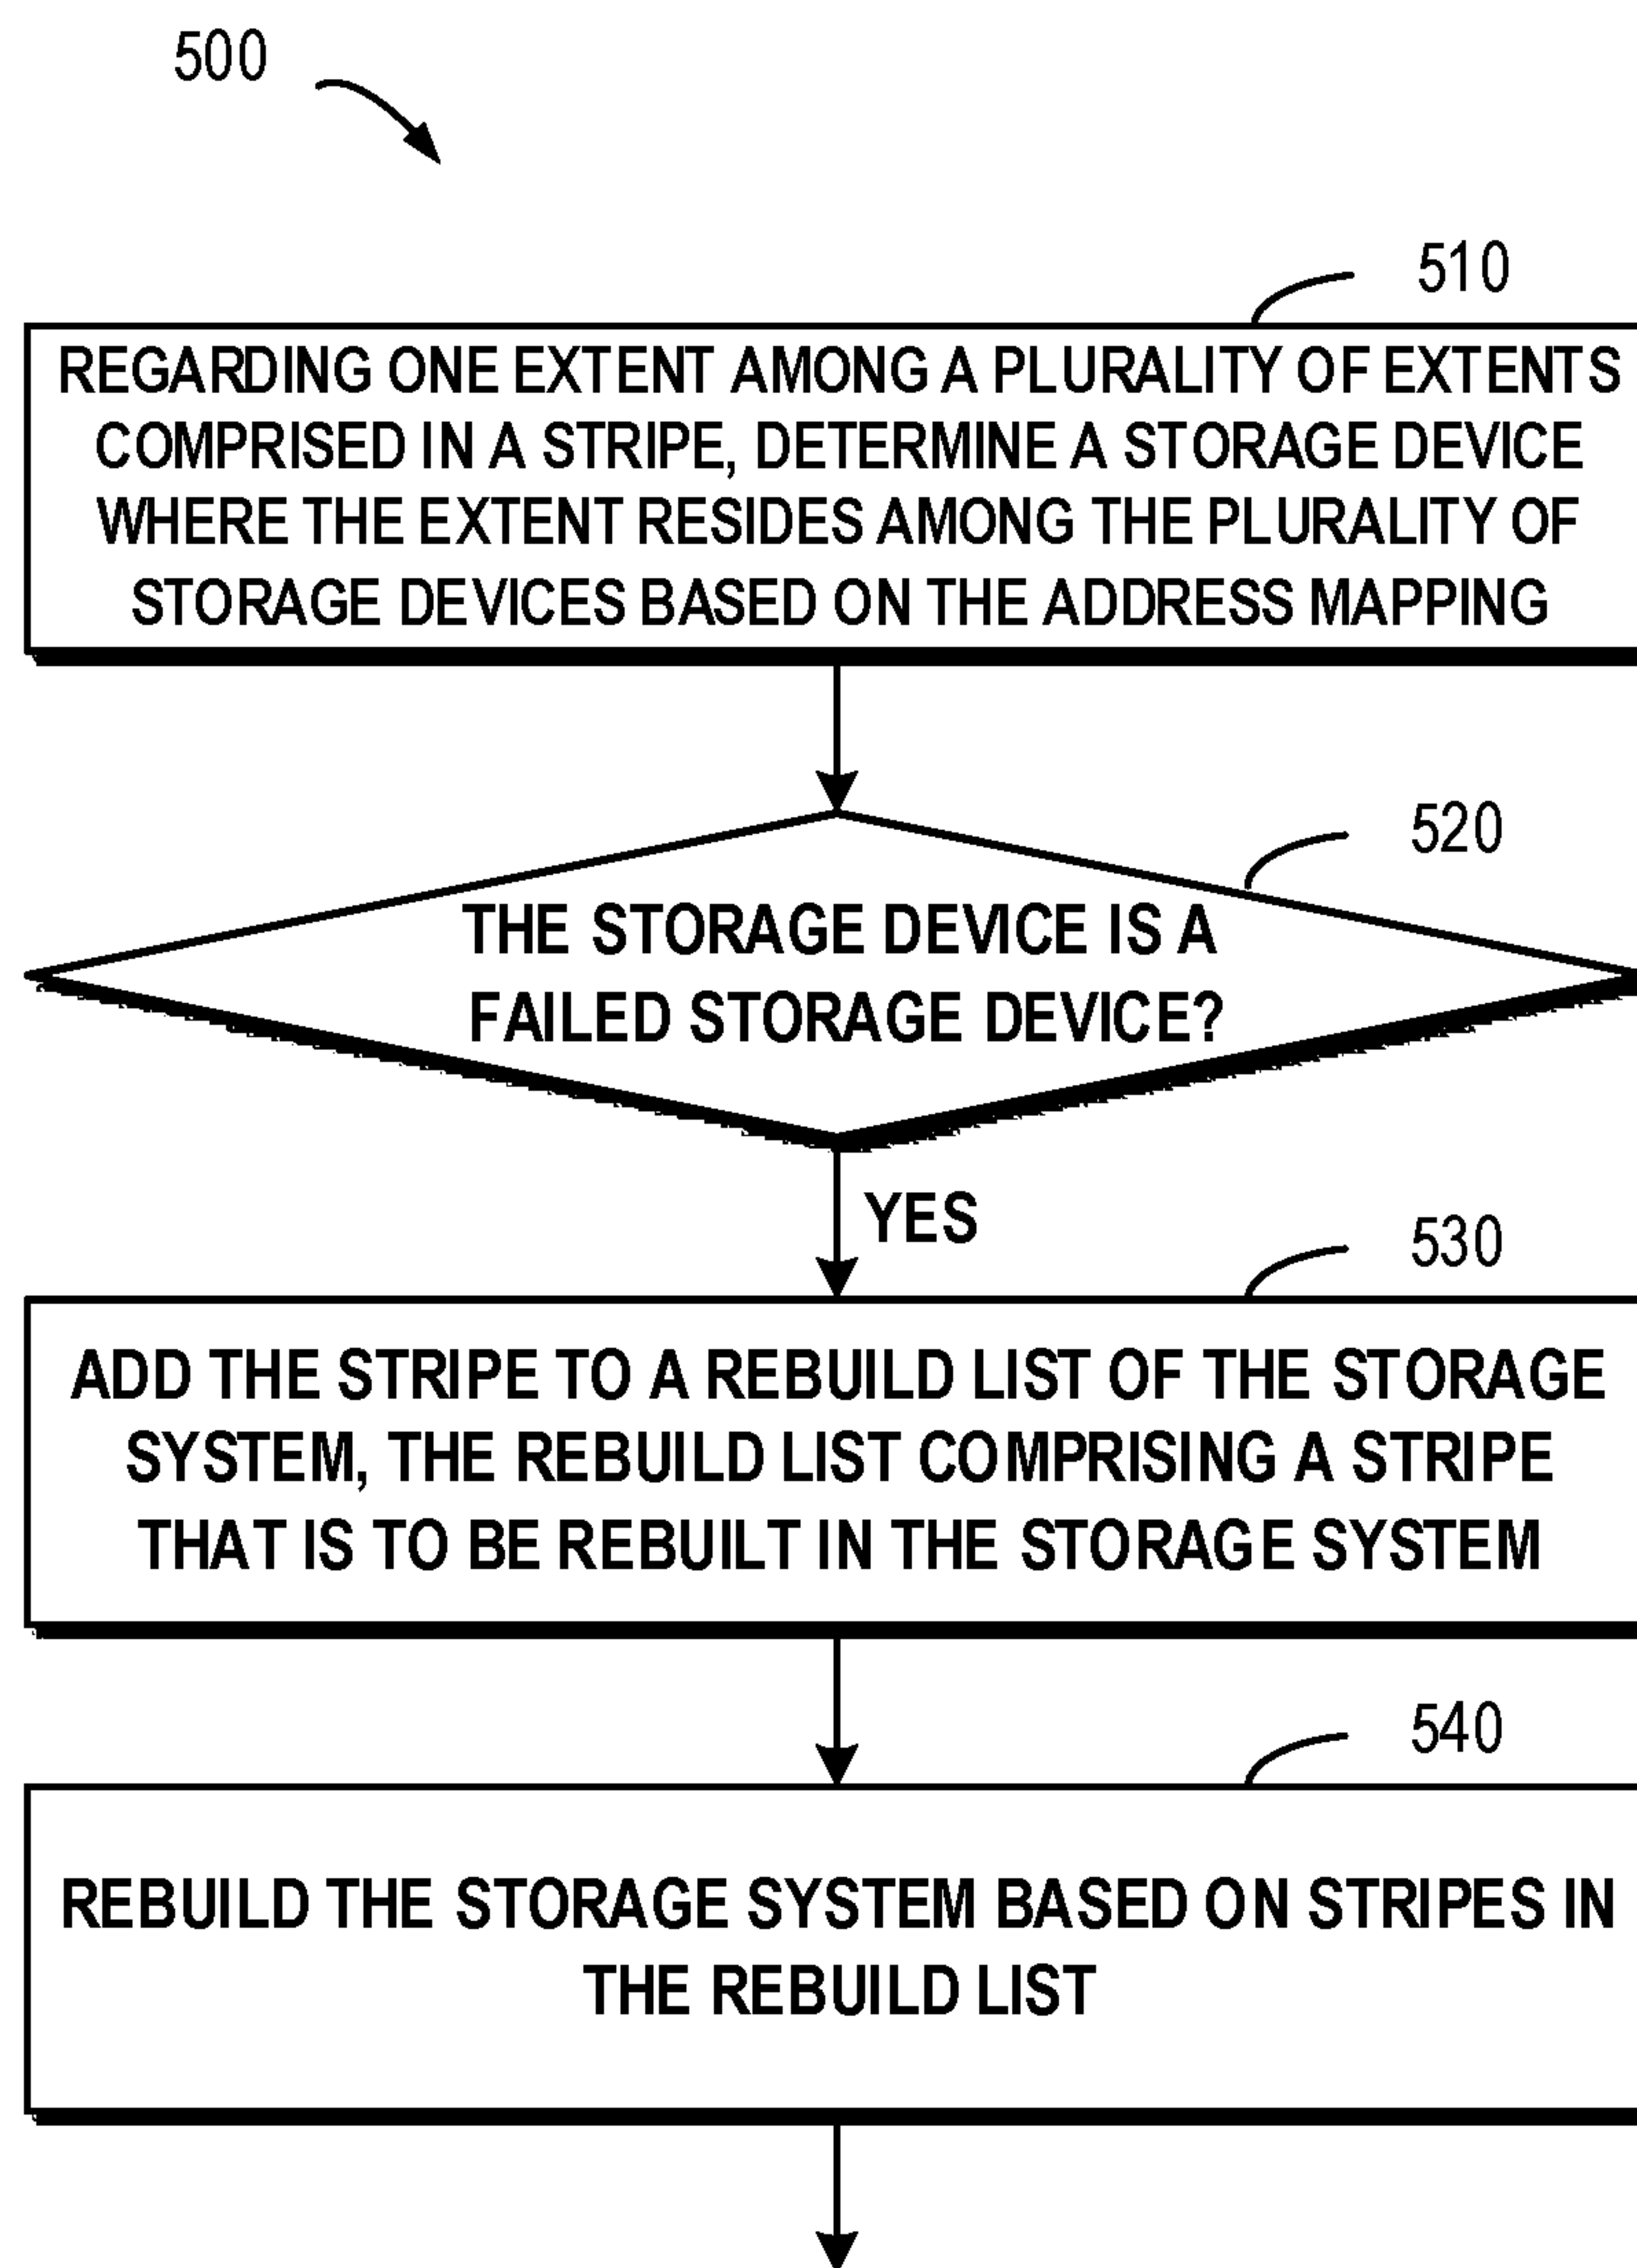 500
510
REGARDING ONE EXTENT AMONG A PLURALITY OF EXTENTS
COMPRISED IN A STRIPE, DETERMINE A STORAGE DEVICE
WHERE THE EXTENT RESIDES AMONG THE PLURALITY OF
STORAGE DEVICES BASED ON THE ADDRESS MAPPING
520
THE STORAGE DEVICE IS A
FAILED STORAGE DEVICE?
YES
530
ADD THE STRIPE TO A REBUILD LIST OF THE STORAGE
SYSTEM, THE REBUILD LIST COMPRISING A STRIPE
THAT IS TO BE REBUILT IN THE STORAGE SYSTEM
540
REBUILD THE STORAGE SYSTEM BASED ON STRIPES IN
THE REBUILD LIST